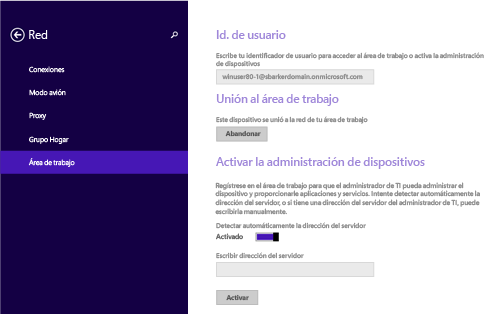 Red
Conexiones
Modo avión
Proxy
Grupo Hogar
Área de trabajo
Id. de usuario
Escribe tu identificador de usuario para acceder al área de trabajo o activa la administración
de dispositivos
winuser80-1@sbarkerdomain.onmicrosoft.com
Unión al área de trabajo
Este dispositivo se unió a la red de tu área de trabajo
Abandonar
Activar la administración de dispositivos
Regístrese en el área de trabajo para que el administrador de TI pueda administrar el
dispositivo y proporcionarle aplicaciones y servicios. Intente detectar automáticamente la
dirección del servidor, o si tiene una dirección del servidor del administrador de TI, puede
escribirla manualmente.
Detectar automáticamente la dirección del servidor
Activado
Escribir dirección del servidor
Activar